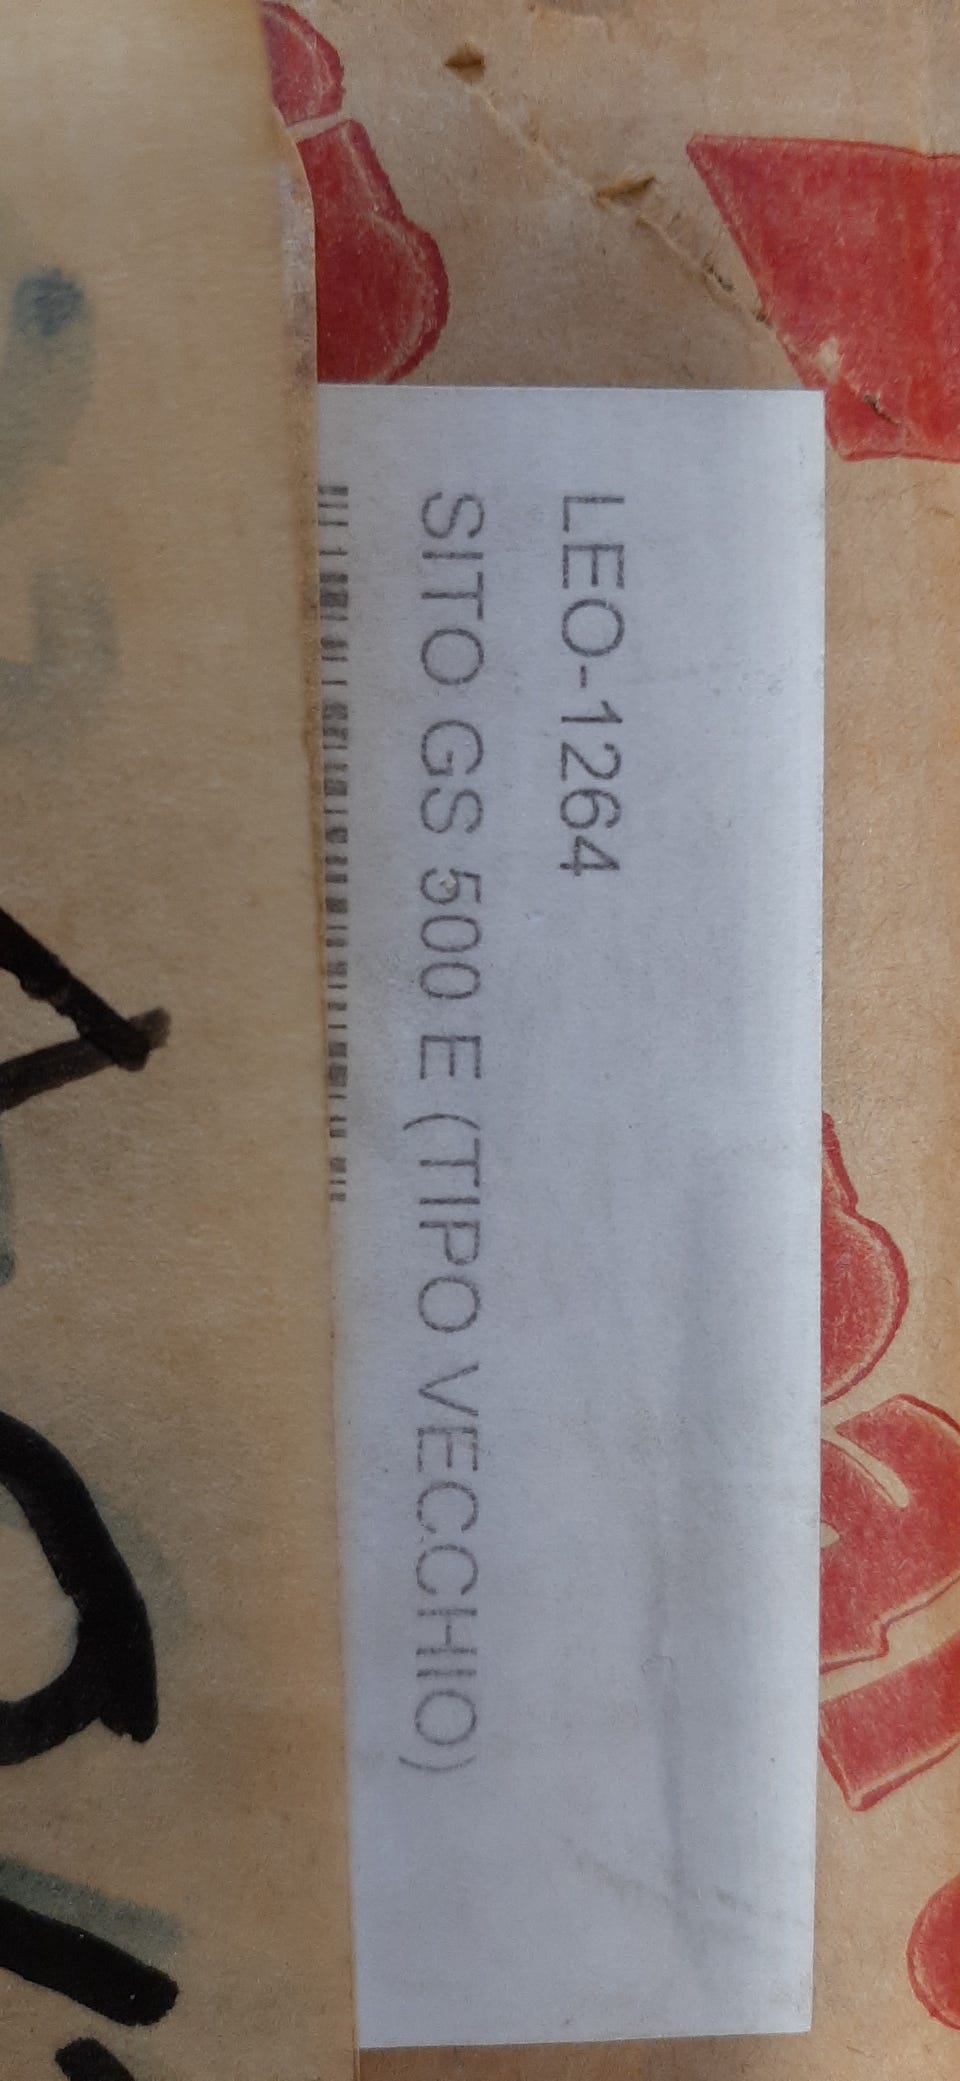 LEO-1264
SITO GS 500 E (TIPO VECCHIO)